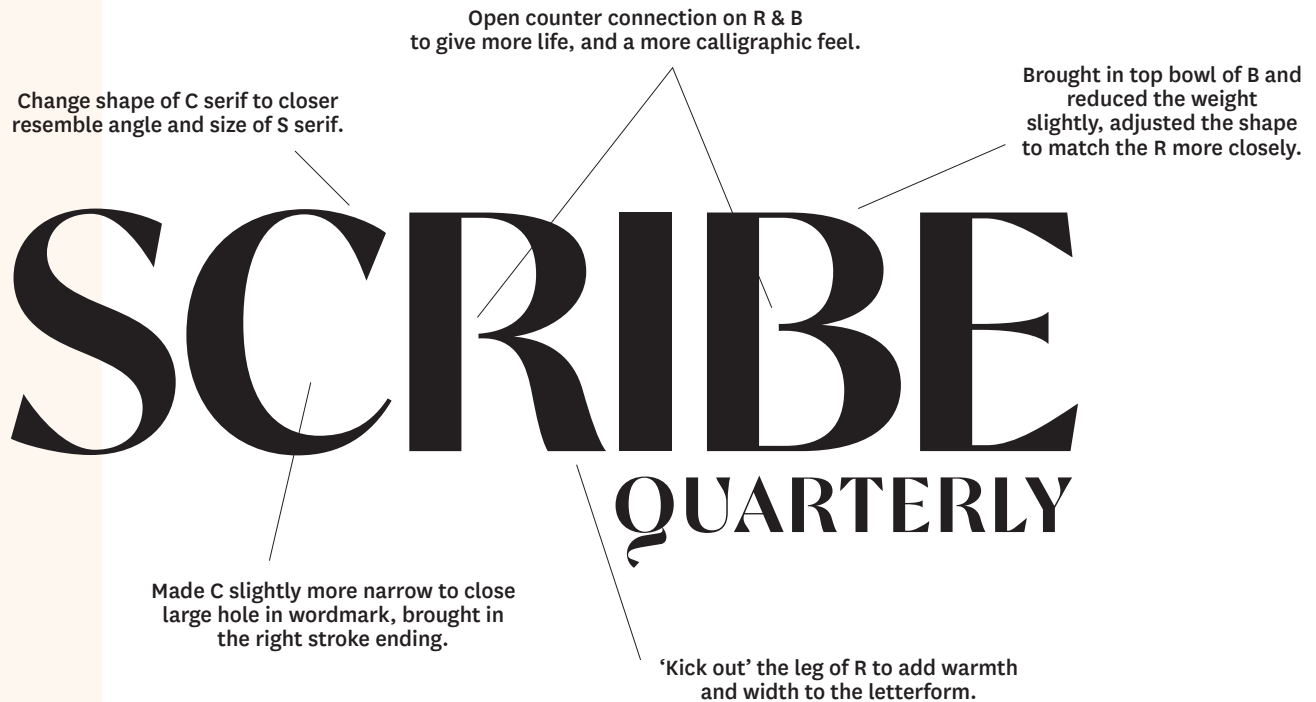 Open counter connection on R & B
to give more life, and a more calligraphic feel.
Change shape of C serif to closer
resemble angle and size of S serif.
Brought in top bowl of B and
reduced the weight
slightly, adjusted the shape
to match the R more closely.
SCRIBE
QUARTERLY
Made C slightly more narrow to close
large hole in wordmark, brought in
the right stroke ending.
‘Kick out’ the leg of R to add warmth
and width to the letterform.